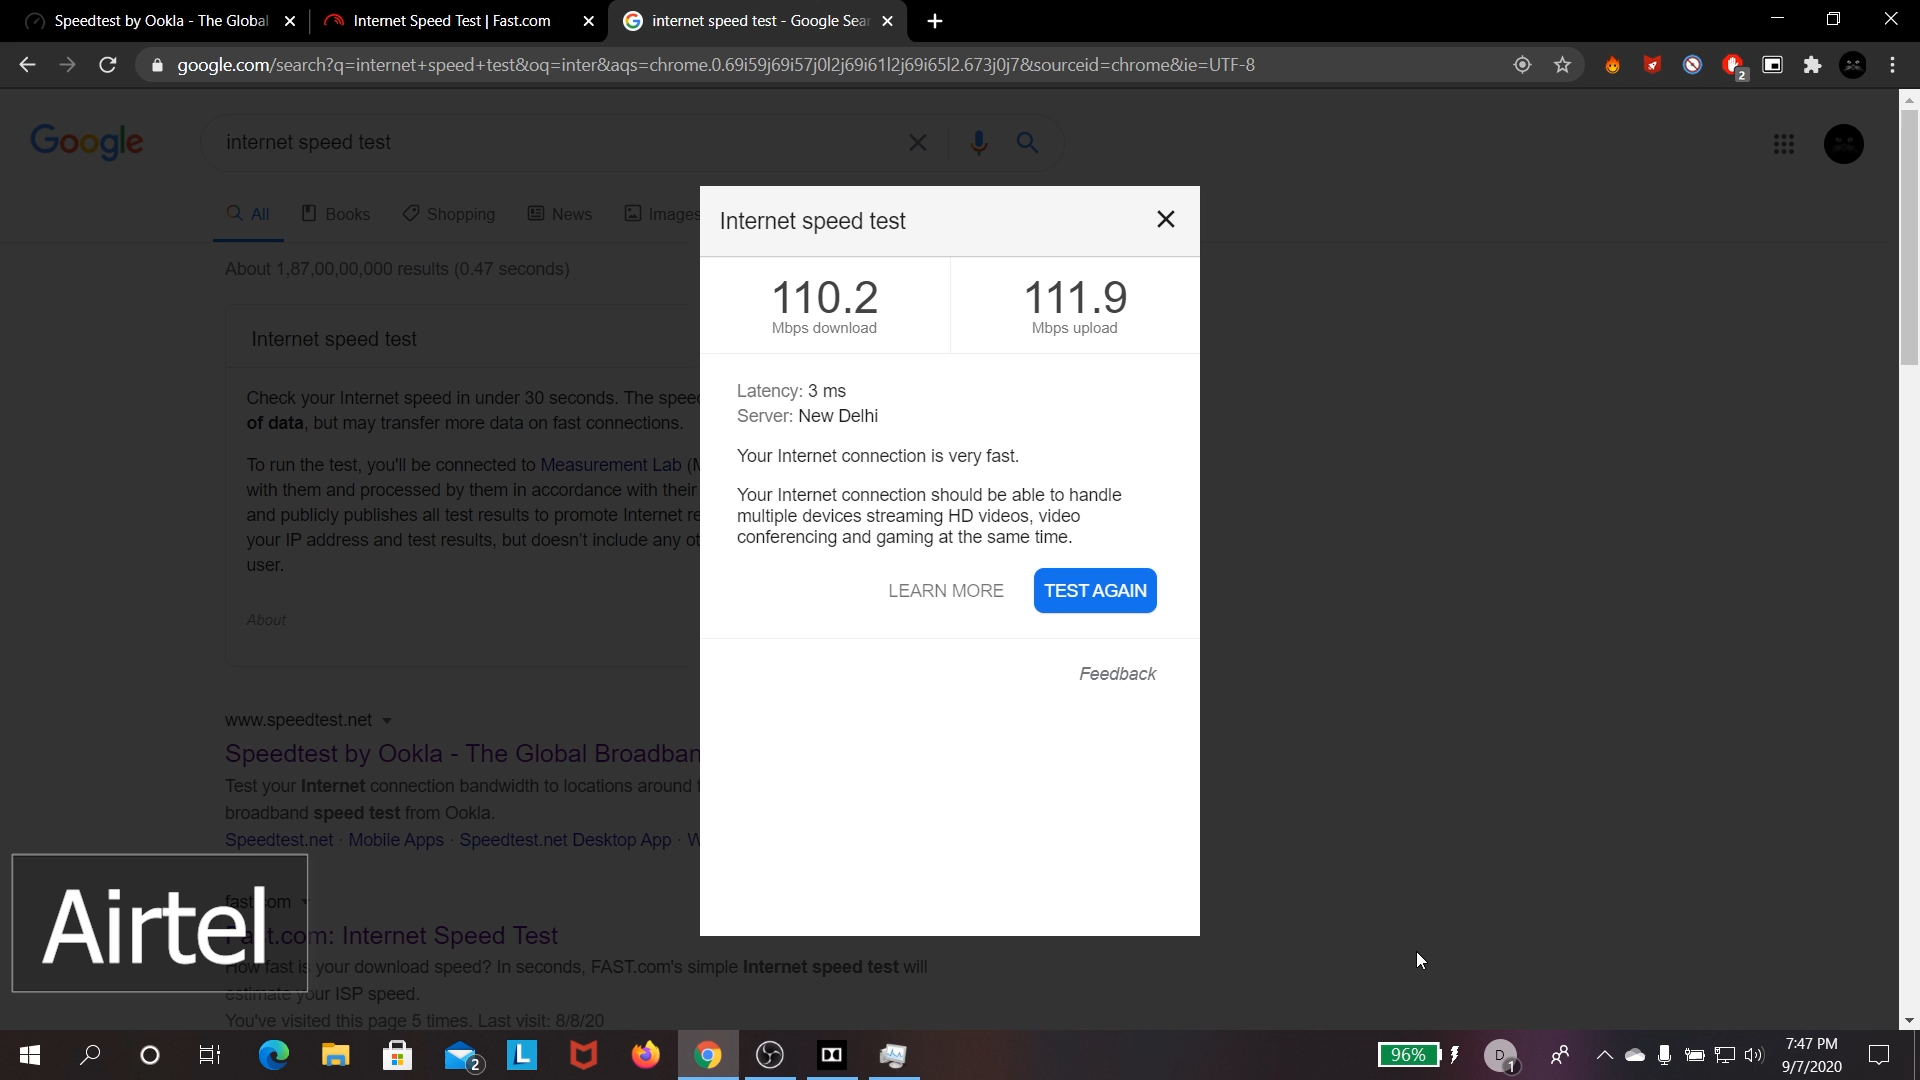 Speedtest by Ookla - The Global
Internet Speed Test | Fast.com
internet speed test - Google Sear
google.com/search?q=internet+speed+test&oq=inter&aqs=chrome.0.69i59j69i57j0l2j69i61l2j69i65l2.673j0j7&sourceid=chrome&ie=UTF-8
2
Google
internet speed test
All
Books
Shopping
News
Images
About 1,87,00,00,000 results (0.47 seconds)
Internet speed test
Check your Internet speed in under 30 seconds. The speed
of data, but may transfer more data on fast connections.
To run the test, you'll be connected to Measurement Lab (M
with them and processed by them in accordance with their
and publicly publishes all test results to promote Internet re
your IP address and test results, but doesn't include any ot
user.
About
Internet speed test
110.2
Mbps download
111.9
Mbps upload
Latency: 3 ms
Server: New Delhi
Your Internet connection is very fast.
Your Internet connection should be able to handle
multiple devices streaming HD videos, video
conferencing and gaming at the same time.
LEARN MORE
TEST AGAIN
Feedback
www.speedtest.net
Speedtest by Ookla - The Global Broadban
Test your Internet connection bandwidth to locations around t
broadband speed test from Ookla.
Speedtest.net · Mobile Apps · Speedtest.net Desktop App · W
Airtel
fast.com
Fast.com: Internet Speed Test
How fast is your download speed? In seconds, FAST.com's simple Internet speed test will
estimate your ISP speed.
You've visited this page 5 times. Last visit: 8/8/20
2
L
96%
D
1
7:47 PM
9/7/2020